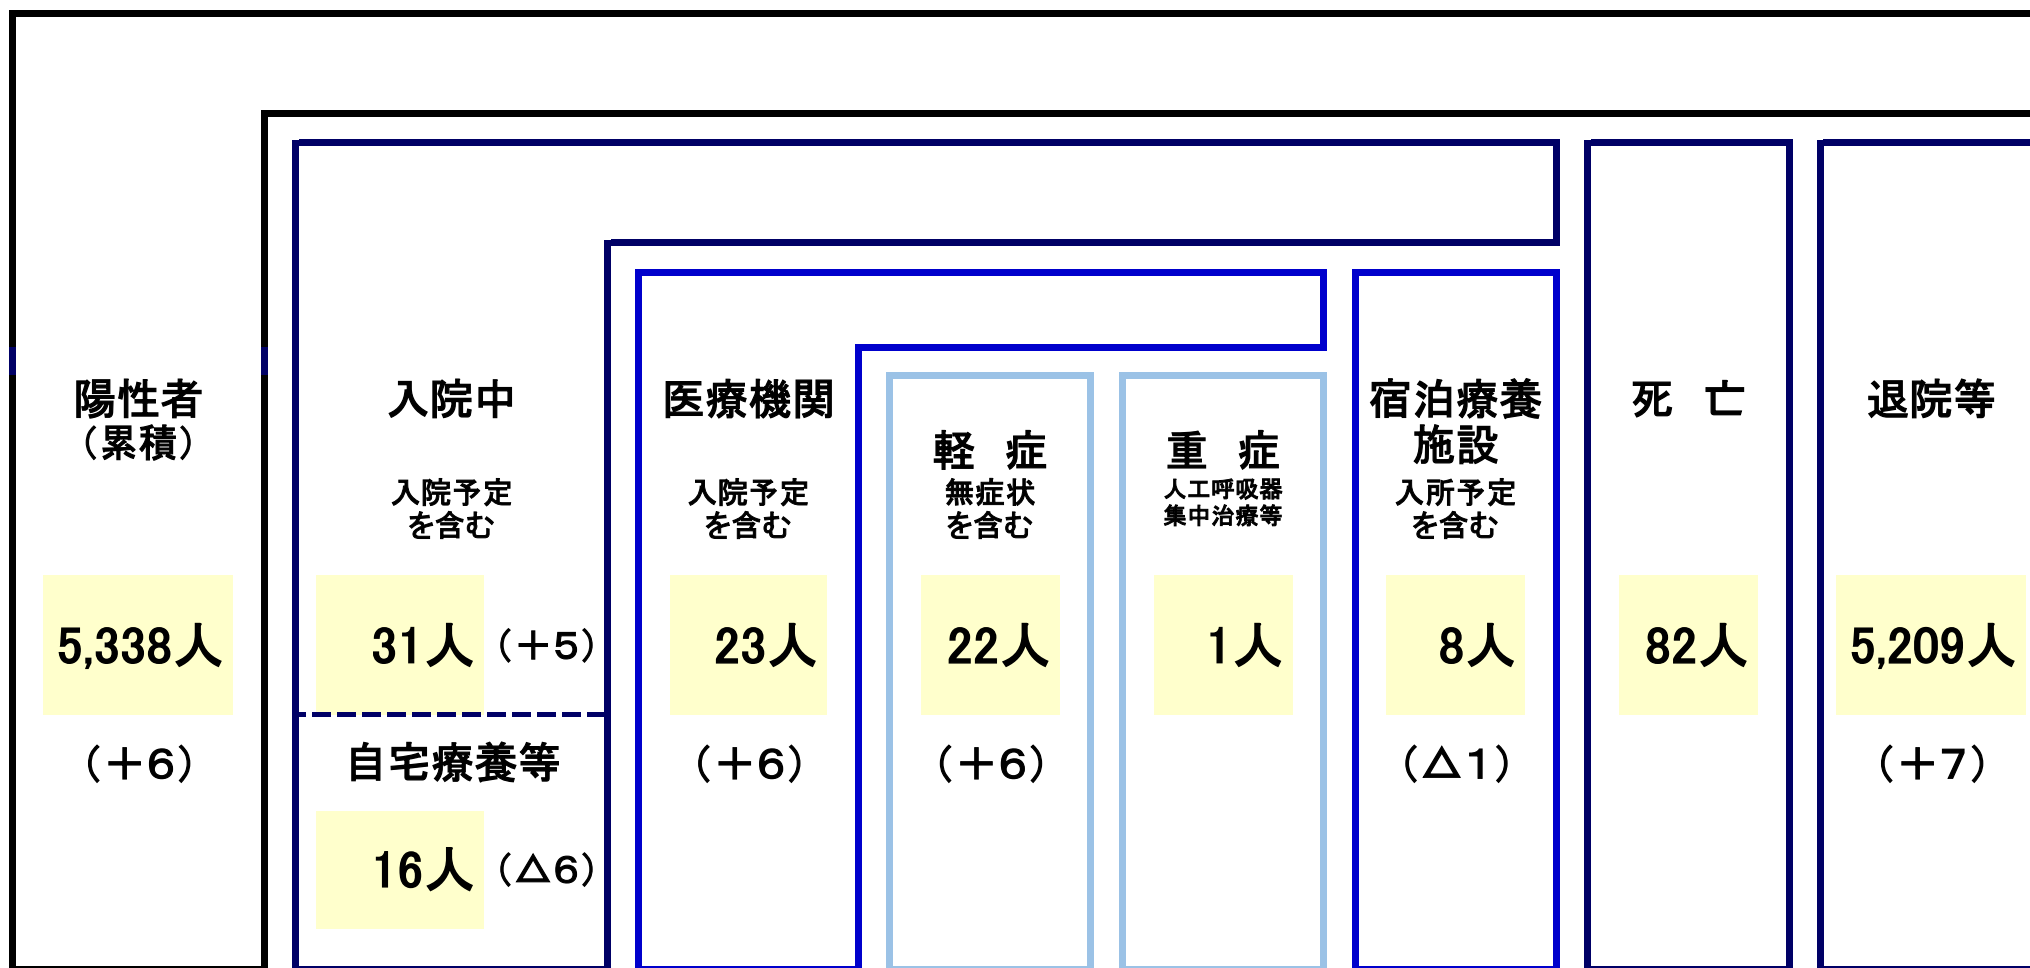 陽性者
（累積）
5,338人
（＋6）
入院中
入院予定
を含む
31人（＋5）
自宅療養等
16人（△6）
医療機関
入院予定
を含む
23人
（＋6）
軽　症
無症状
を含む
22人
（＋6）
重　症
人工呼吸器
集中治療等
1人
宿泊療養
施設
入所予定
を含む
8人
（△1）
死　亡
82人
退院等
5,209人
（＋7）